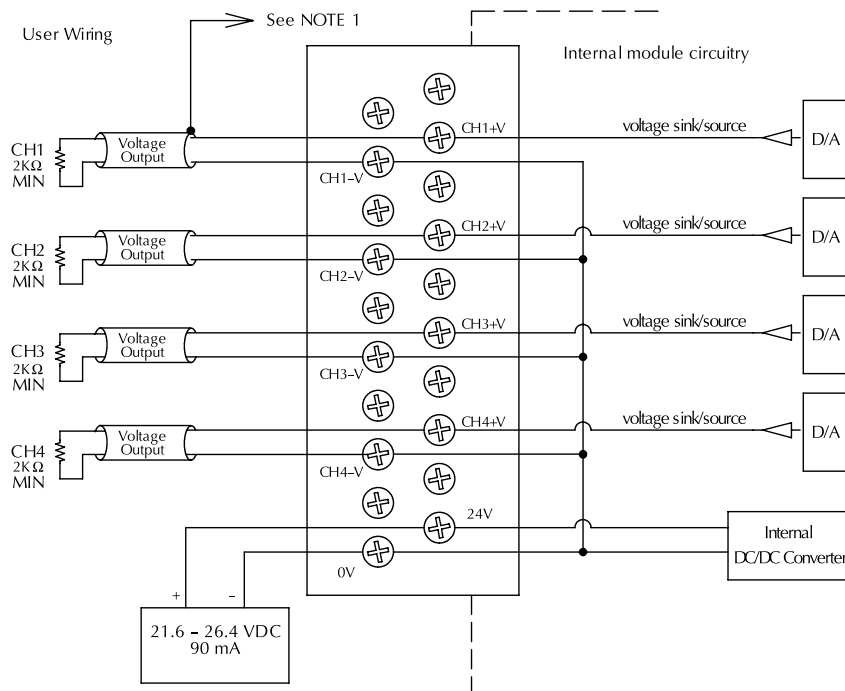 User Wiring
See NOTE 1
Internal module circuitry
CH1
2KΩ
MIN
Voltage
Output
CH1+V
CH1–V
voltage sink/source
D/A
CH2
2KΩ
MIN
Voltage
Output
CH2+V
CH2–V
voltage sink/source
D/A
CH3
2KΩ
MIN
Voltage
Output
CH3+V
CH3–V
voltage sink/source
D/A
CH4
2KΩ
MIN
Voltage
Output
CH4+V
CH4–V
voltage sink/source
D/A
24V
0V
Internal
DC/DC Converter
+ –
21.6 – 26.4 VDC
90 mA